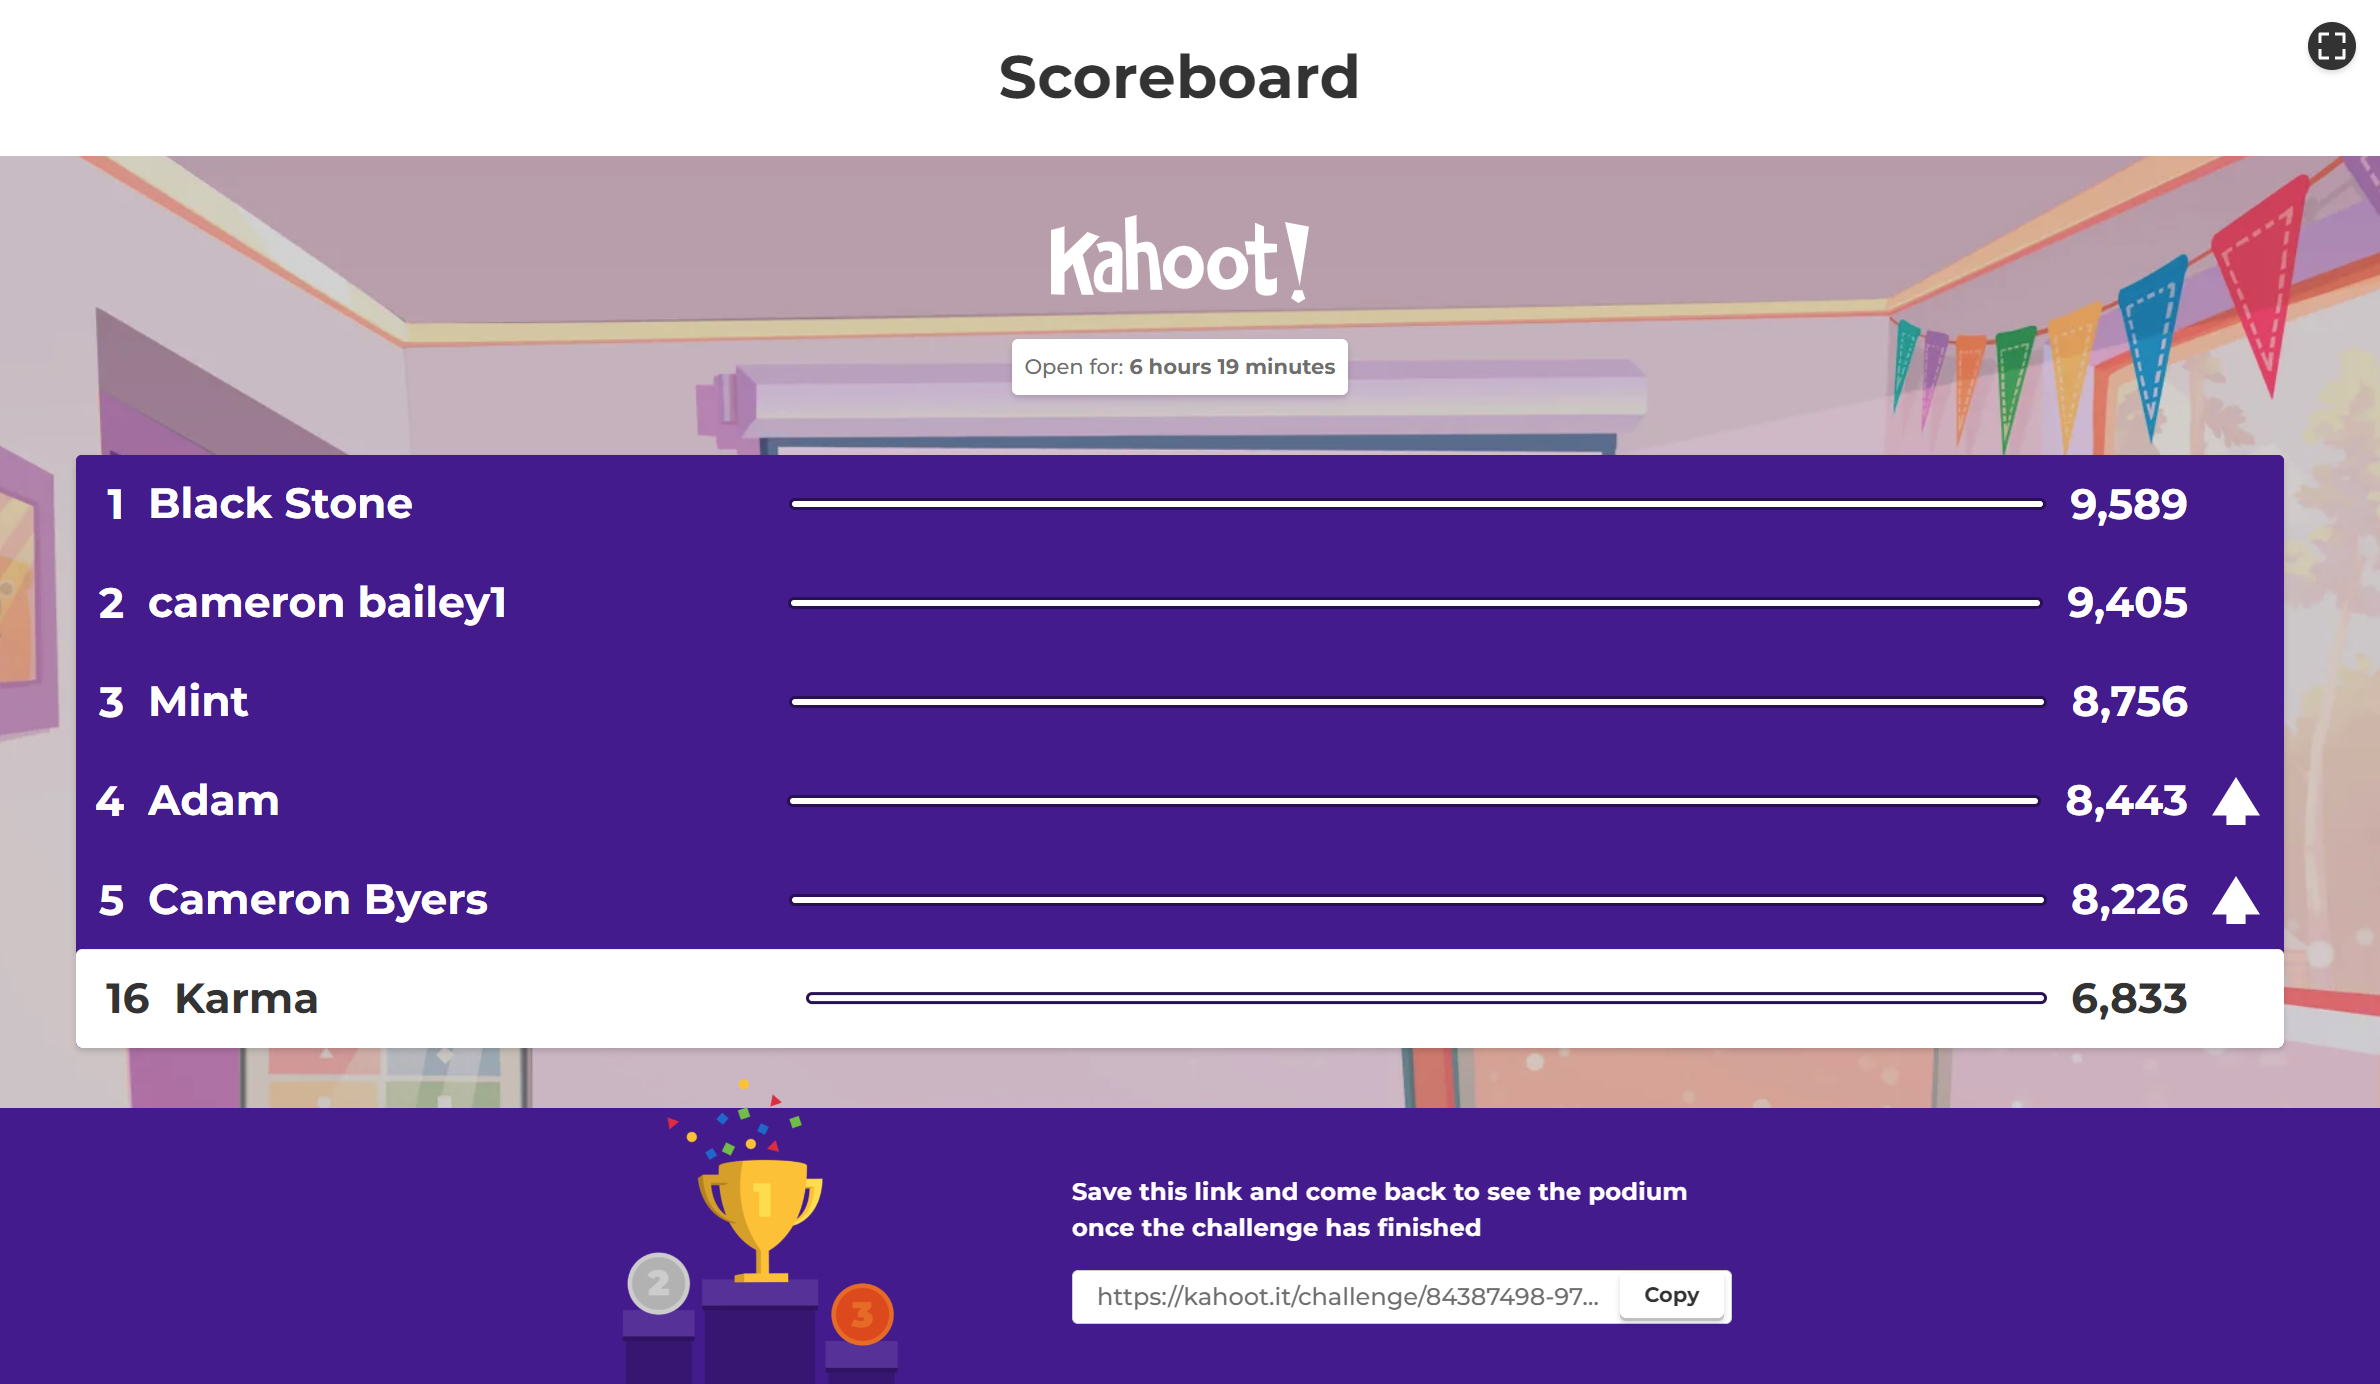 Scoreboard
Kahoot!
Open for: 6 hours 19 minutes
1 Black Stone 9,589
2 cameron bailey1 9,405
3 Mint 8,756
4 Adam 8,443
5 Cameron Byers 8,226
16 Karma 6,833
1
2
3
Save this link and come back to see the podium
once the challenge has finished
https://kahoot.it/challenge/84387498-97... Copy